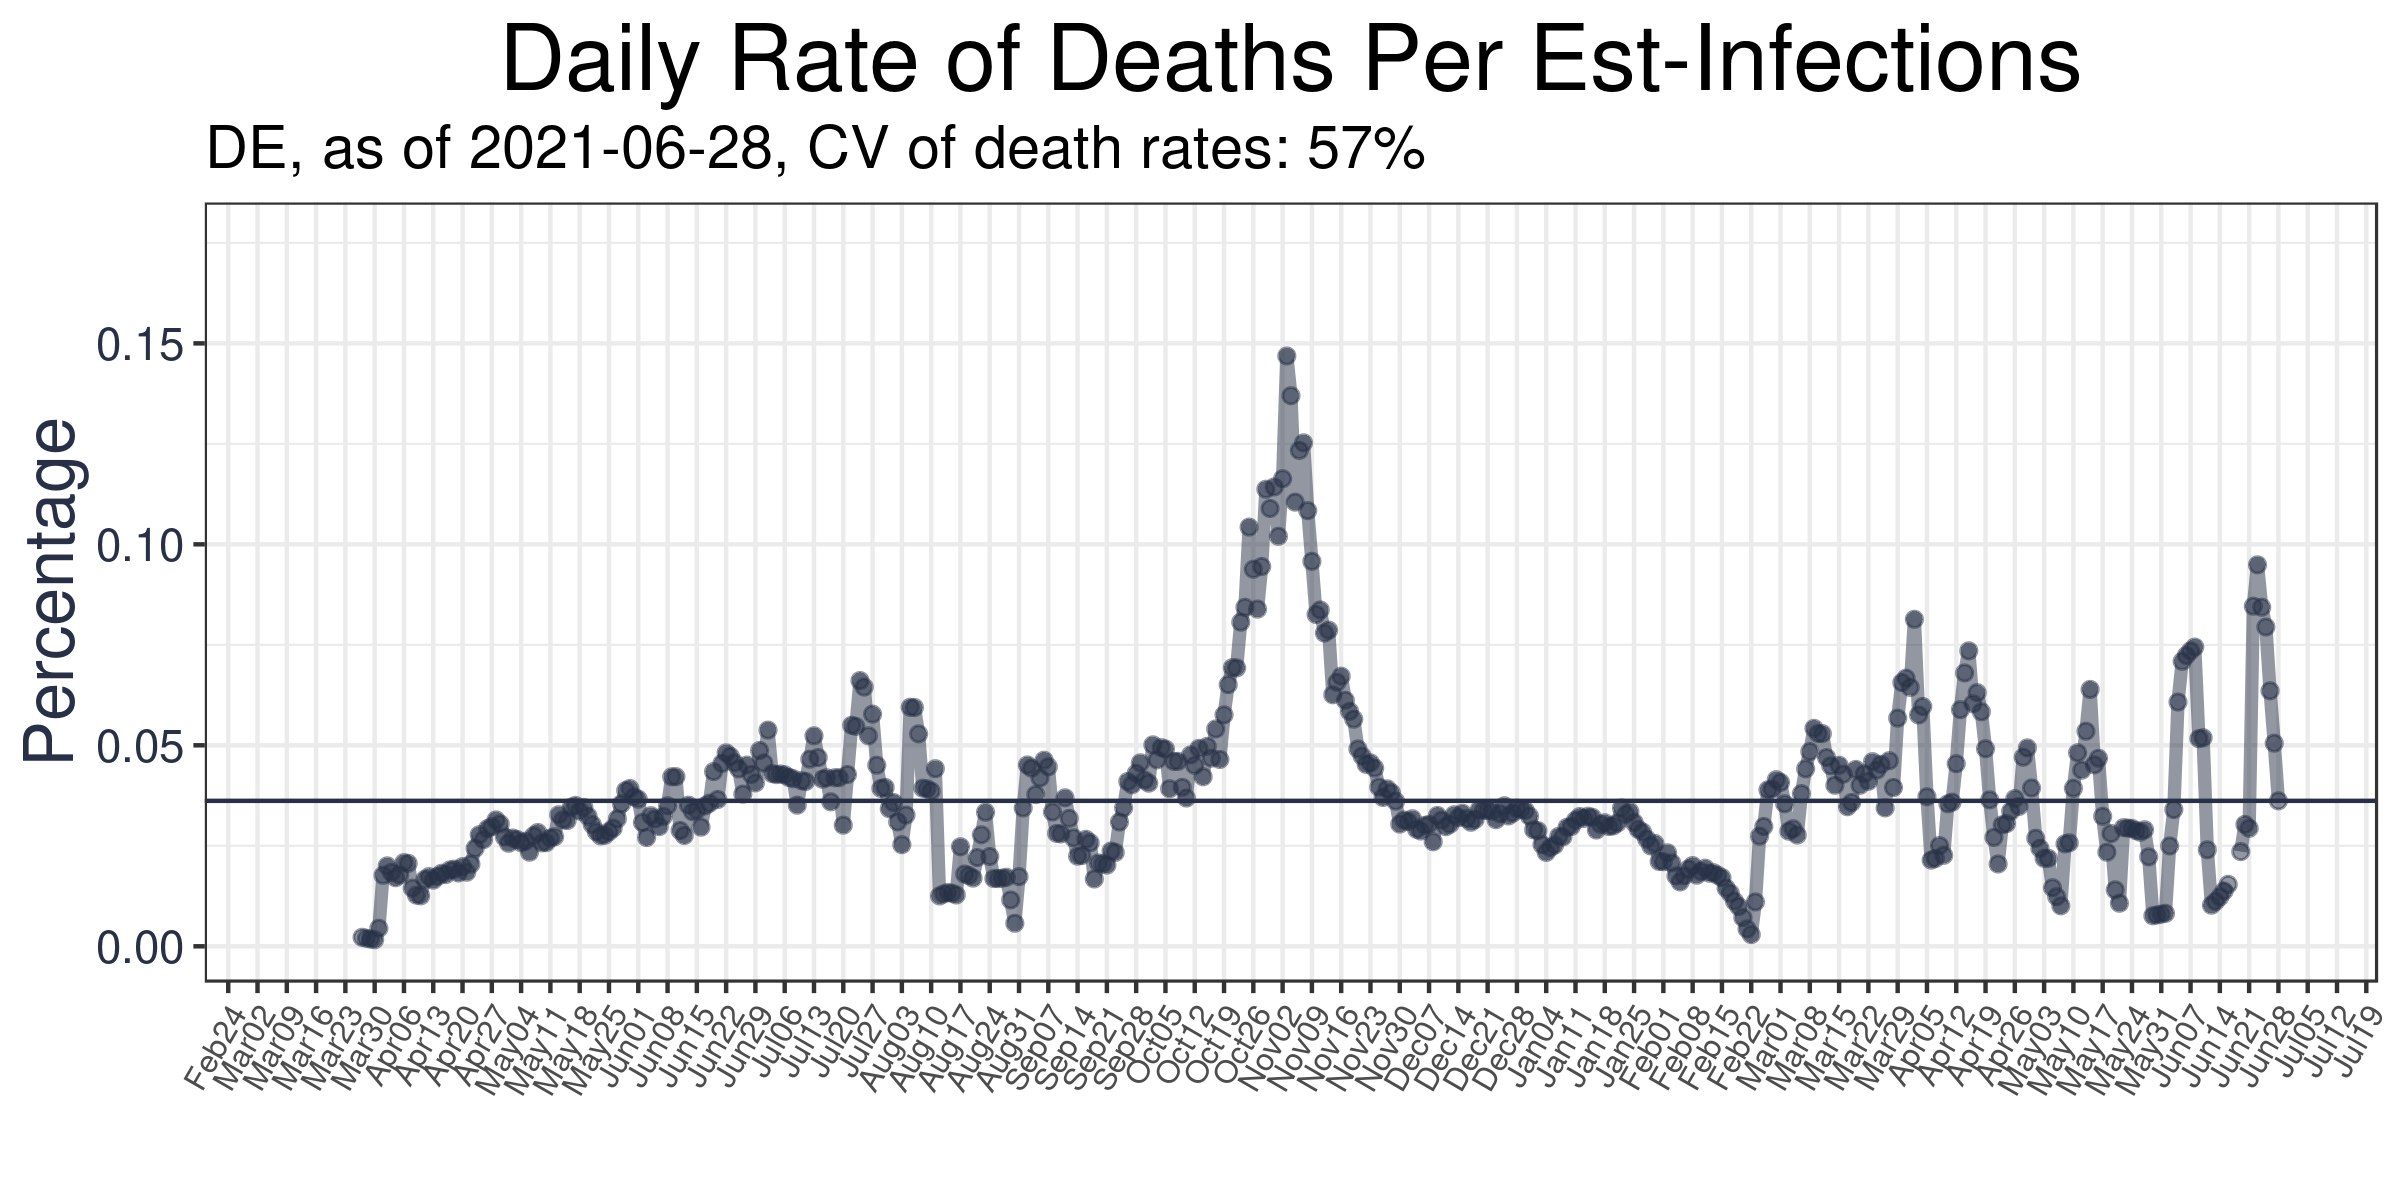 Daily Rate of Deaths Per Est-Infections
DE, as of 2021-06-28, CV of death rates: 57%
Percentage
0.15
0.10
0.05
0.00
Feb24
Mar02
Mar09
Mar16
Mar23
Mar30
Apr06
Apr13
Apr20
Apr27
May04
May11
May18
May25
Jun01
Jun08
Jun15
Jun22
Jun29
Jul06
Jul13
Jul20
Jul27
Aug03
Aug10
Aug17
Aug24
Aug31
Sep07
Sep14
Sep21
Sep28
Oct05
Oct12
Oct19
Oct26
Nov02
Nov09
Nov16
Nov23
Nov30
Dec07
Dec14
Dec21
Dec28
Jan04
Jan11
Jan18
Jan25
Feb01
Feb08
Feb15
Feb22
Mar01
Mar08
Mar15
Mar22
Mar29
Apr05
Apr12
Apr19
Apr26
May03
May10
May17
May24
May31
Jun07
Jun14
Jun21
Jun28
Jul05
Jul12
Jul19